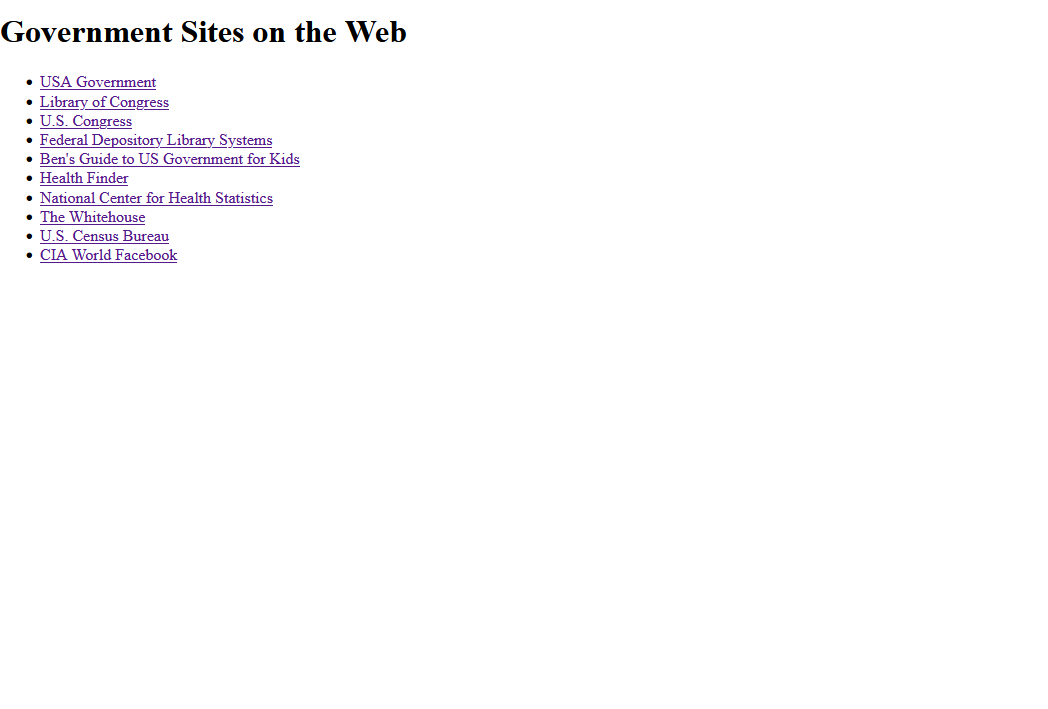 Government Sites on the Web
USA Government
Library of Congress
U.S. Congress
Federal Depository Library Systems
Ben's Guide to US Government for Kids
Health Finder
National Center for Health Statistics
The Whitehouse
U.S. Census Bureau
CIA World Facebook